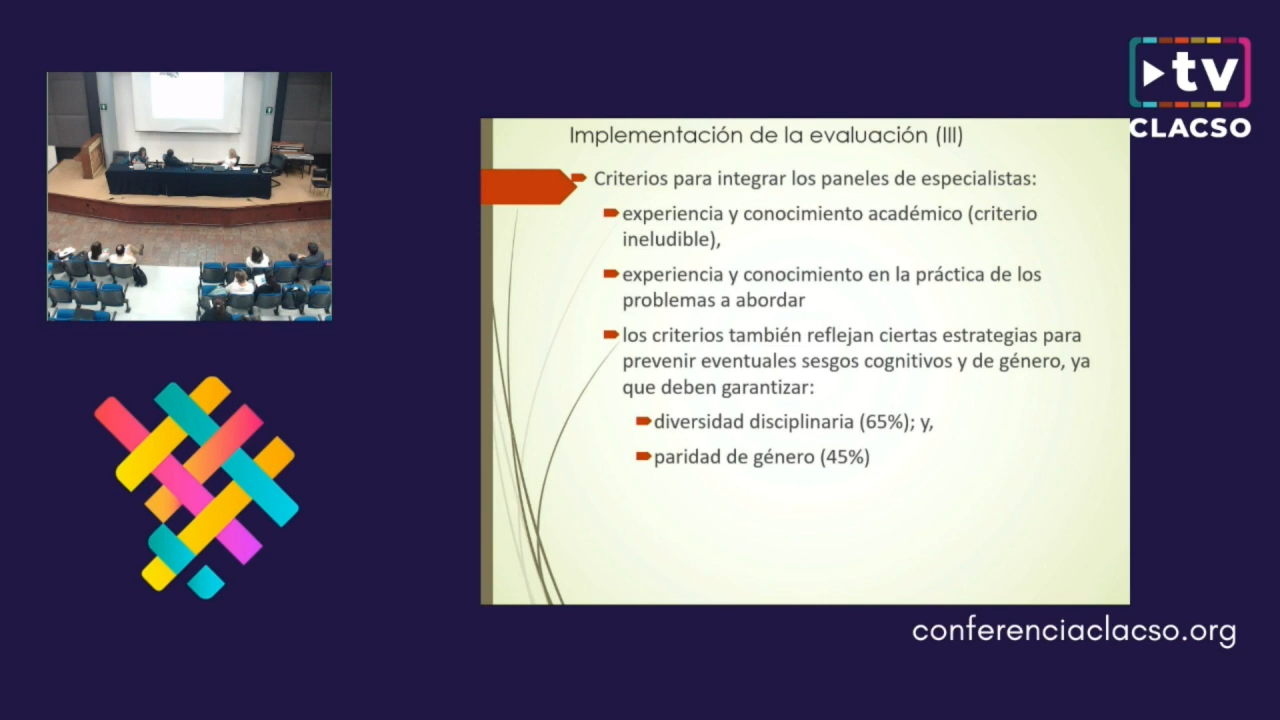 tv
CLACSO
Implementación de la evaluación (III)
Criterios para integrar los paneles de especialistas:
experiencia y conocimiento académico (criterio
ineludible),
experiencia y conocimiento en la práctica de los
problemas a abordar
los criterios también reflejan ciertas estrategias para
prevenir eventuales sesgos cognitivos y de género, ya
que deben garantizar:
diversidad disciplinaria (65%); y,
paridad de género (45%)
conferenciaclacso.org